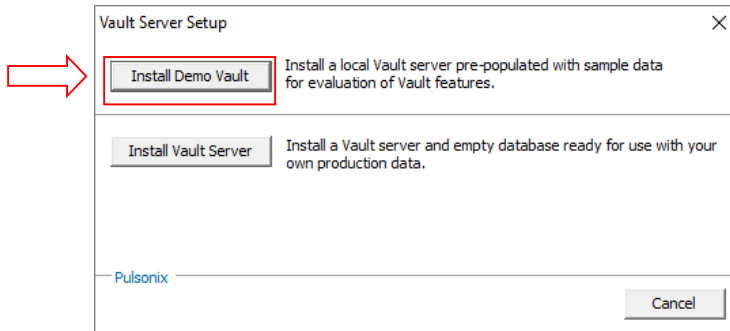 Vault Server Setup
Install Demo Vault
Install a local Vault server pre-populated with sample data
for evaluation of Vault features.
Install Vault Server
Install a Vault server and empty database ready for use with your
own production data.
Pulsonix
Cancel